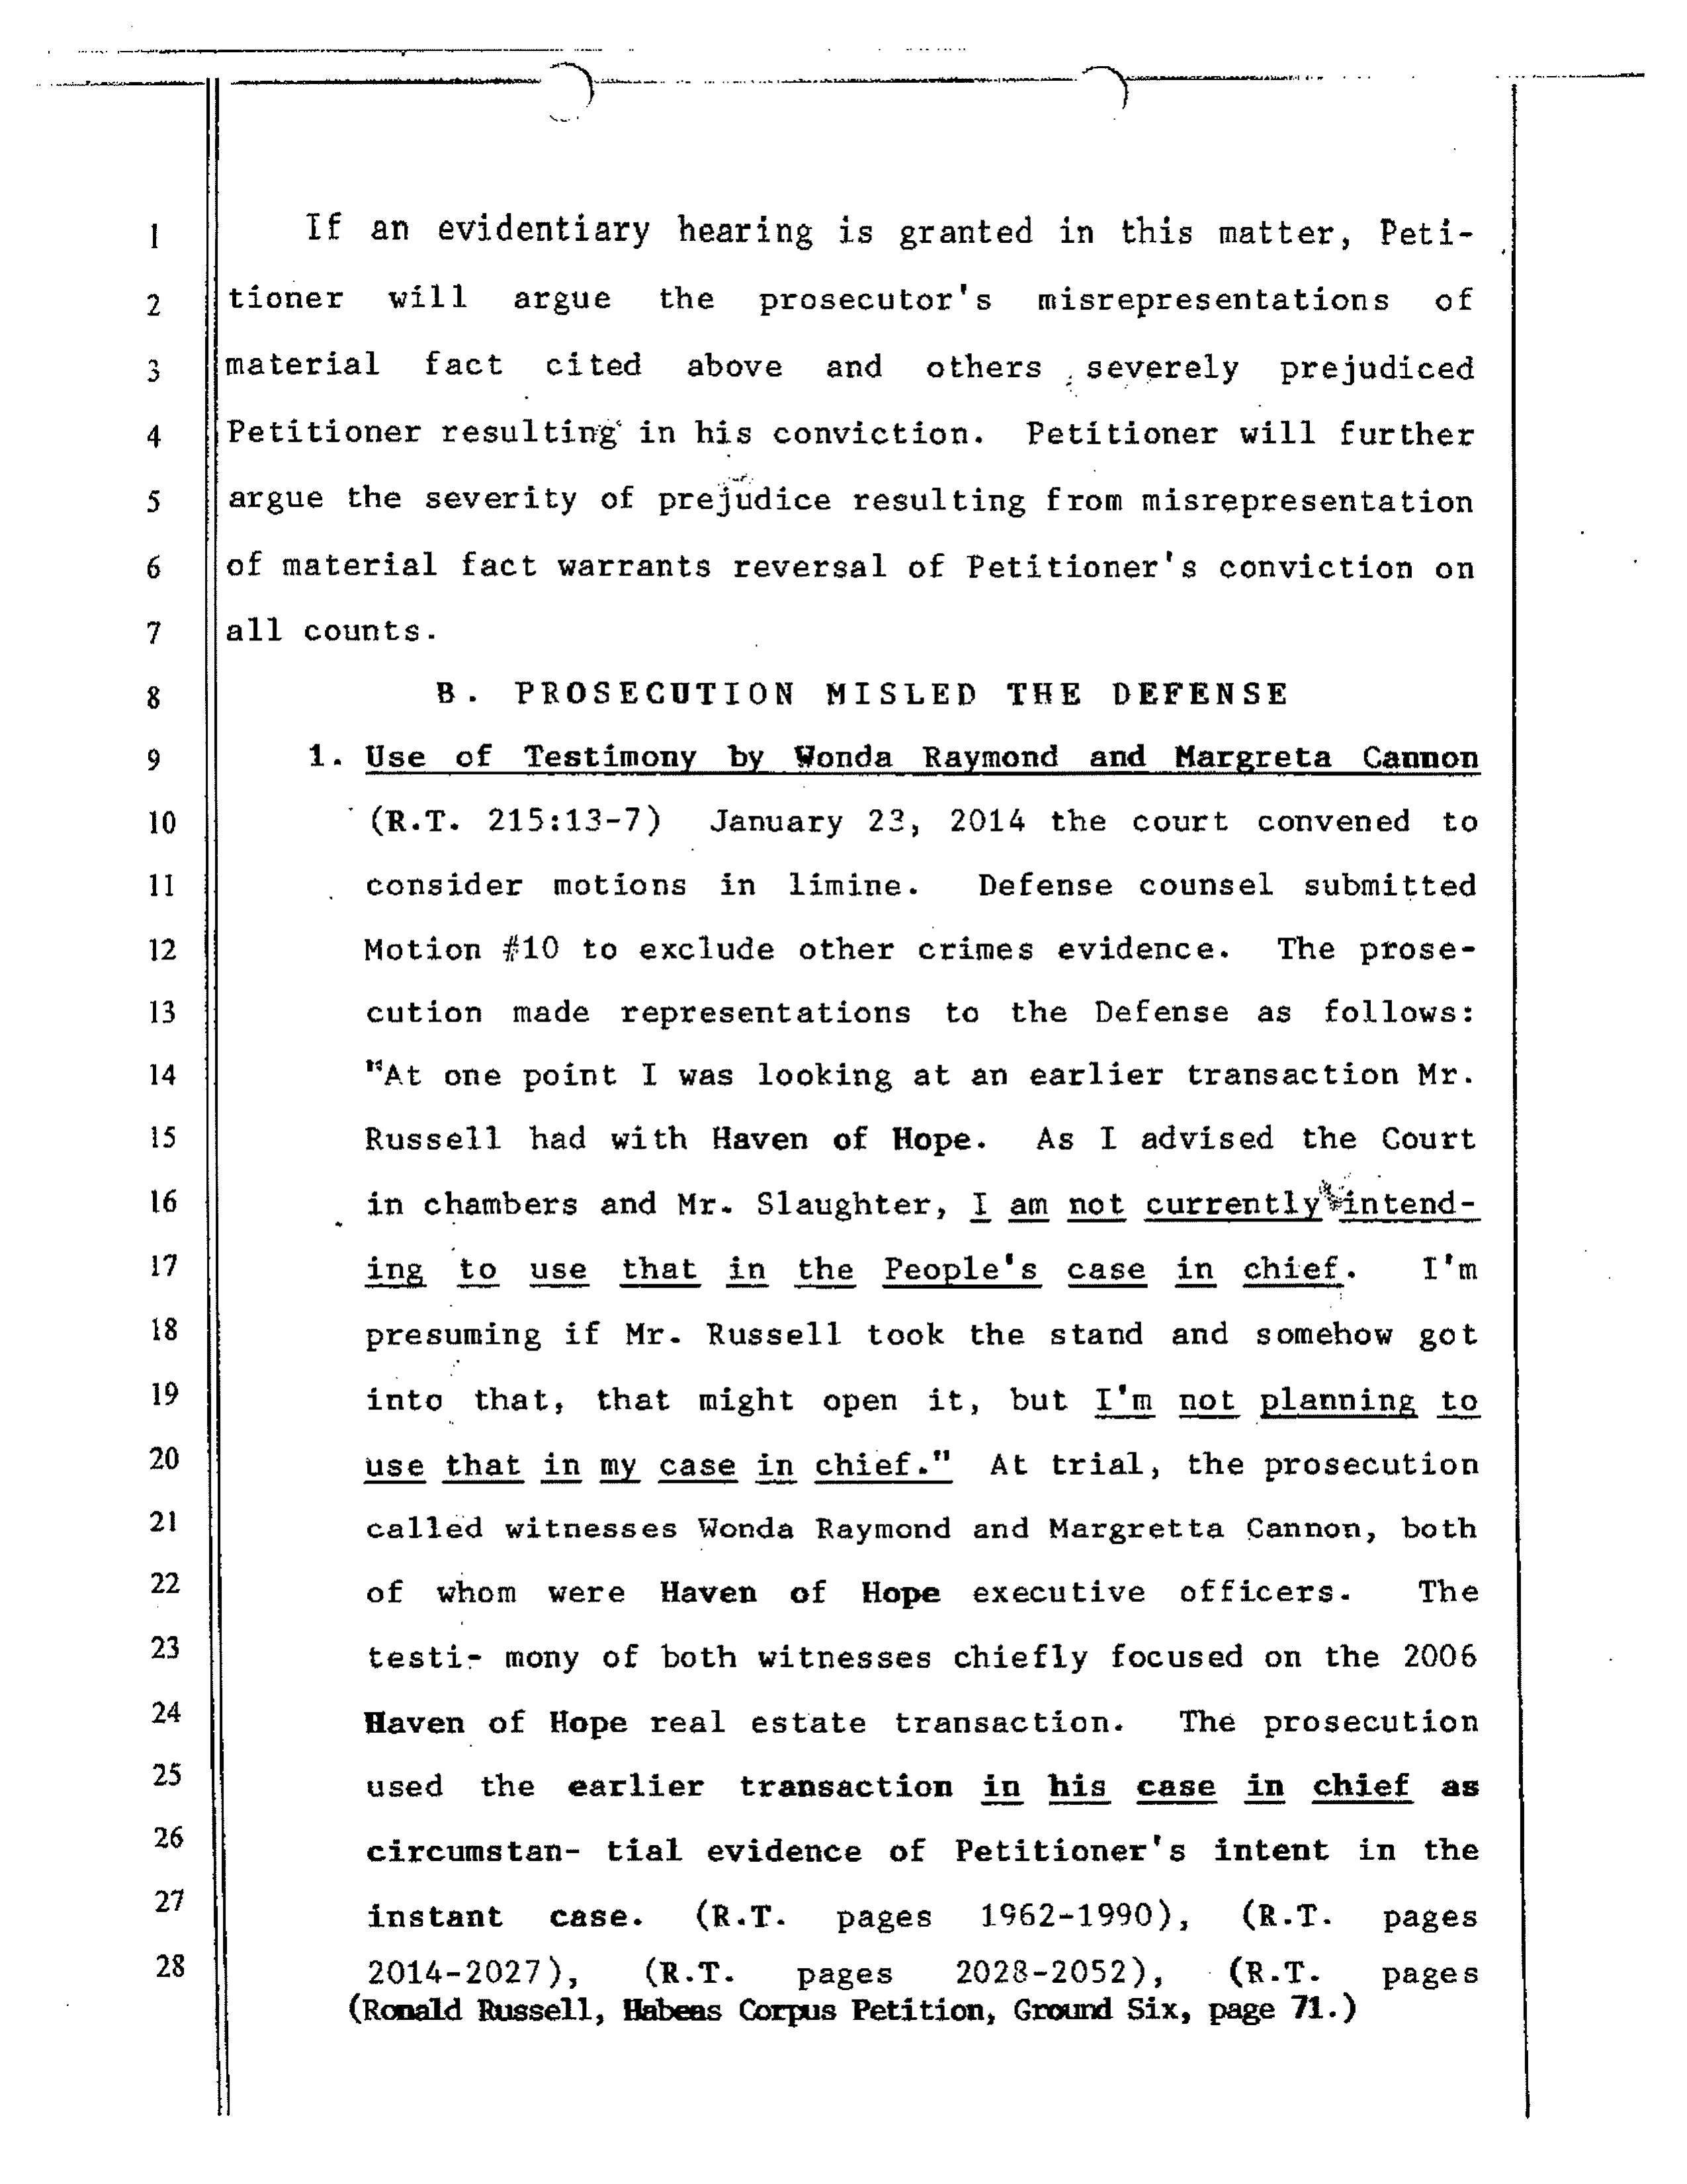 1 If an evidentiary hearing is granted in this matter, Peti-
2 tioner will argue the prosecutor's misrepresentations of
3 material fact cited above and others severely prejudiced
4 Petitioner resulting in his conviction. Petitioner will further
5 argue the severity of prejudice resulting from misrepresentation
6 of material fact warrants reversal of Petitioner's conviction on
7 all counts.
8 B. PROSECUTION MISLED THE DEFENSE
9 1. Use of Testimony by Wonda Raymond and Margreta Cannon
10 (R.T. 215:13-7) January 23, 2014 the court convened to
11 consider motions in limine. Defense counsel submitted
12 Motion #10 to exclude other crimes evidence. The prose-
13 cution made representations to the Defense as follows:
14 "At one point I was looking at an earlier transaction Mr.
15 Russell had with Haven of Hope. As I advised the Court
16 in chambers and Mr. Slaughter, I am not currently intend-
17 ing to use that in the People's case in chief. I'm
18 presuming if Mr. Russell took the stand and somehow got
19 into that, that might open it, but I'm not planning to
20 use that in my case in chief." At trial, the prosecution
21 called witnesses Wonda Raymond and Margretta Cannon, both
22 of whom were Haven of Hope executive officers. The
23 testi- mony of both witnesses chiefly focused on the 2006
24 Haven of Hope real estate transaction. The prosecution
25 used the earlier transaction in his case in chief as
26 circumstan- tial evidence of Petitioner's intent in the
27 instant case. (R.T. pages 1962-1990), (R.T. pages
28 2014-2027), (R.T. pages 2028-2052), (R.T. pages
(Ronald Russell, Habeas Corpus Petition, Ground Six, page 71.)